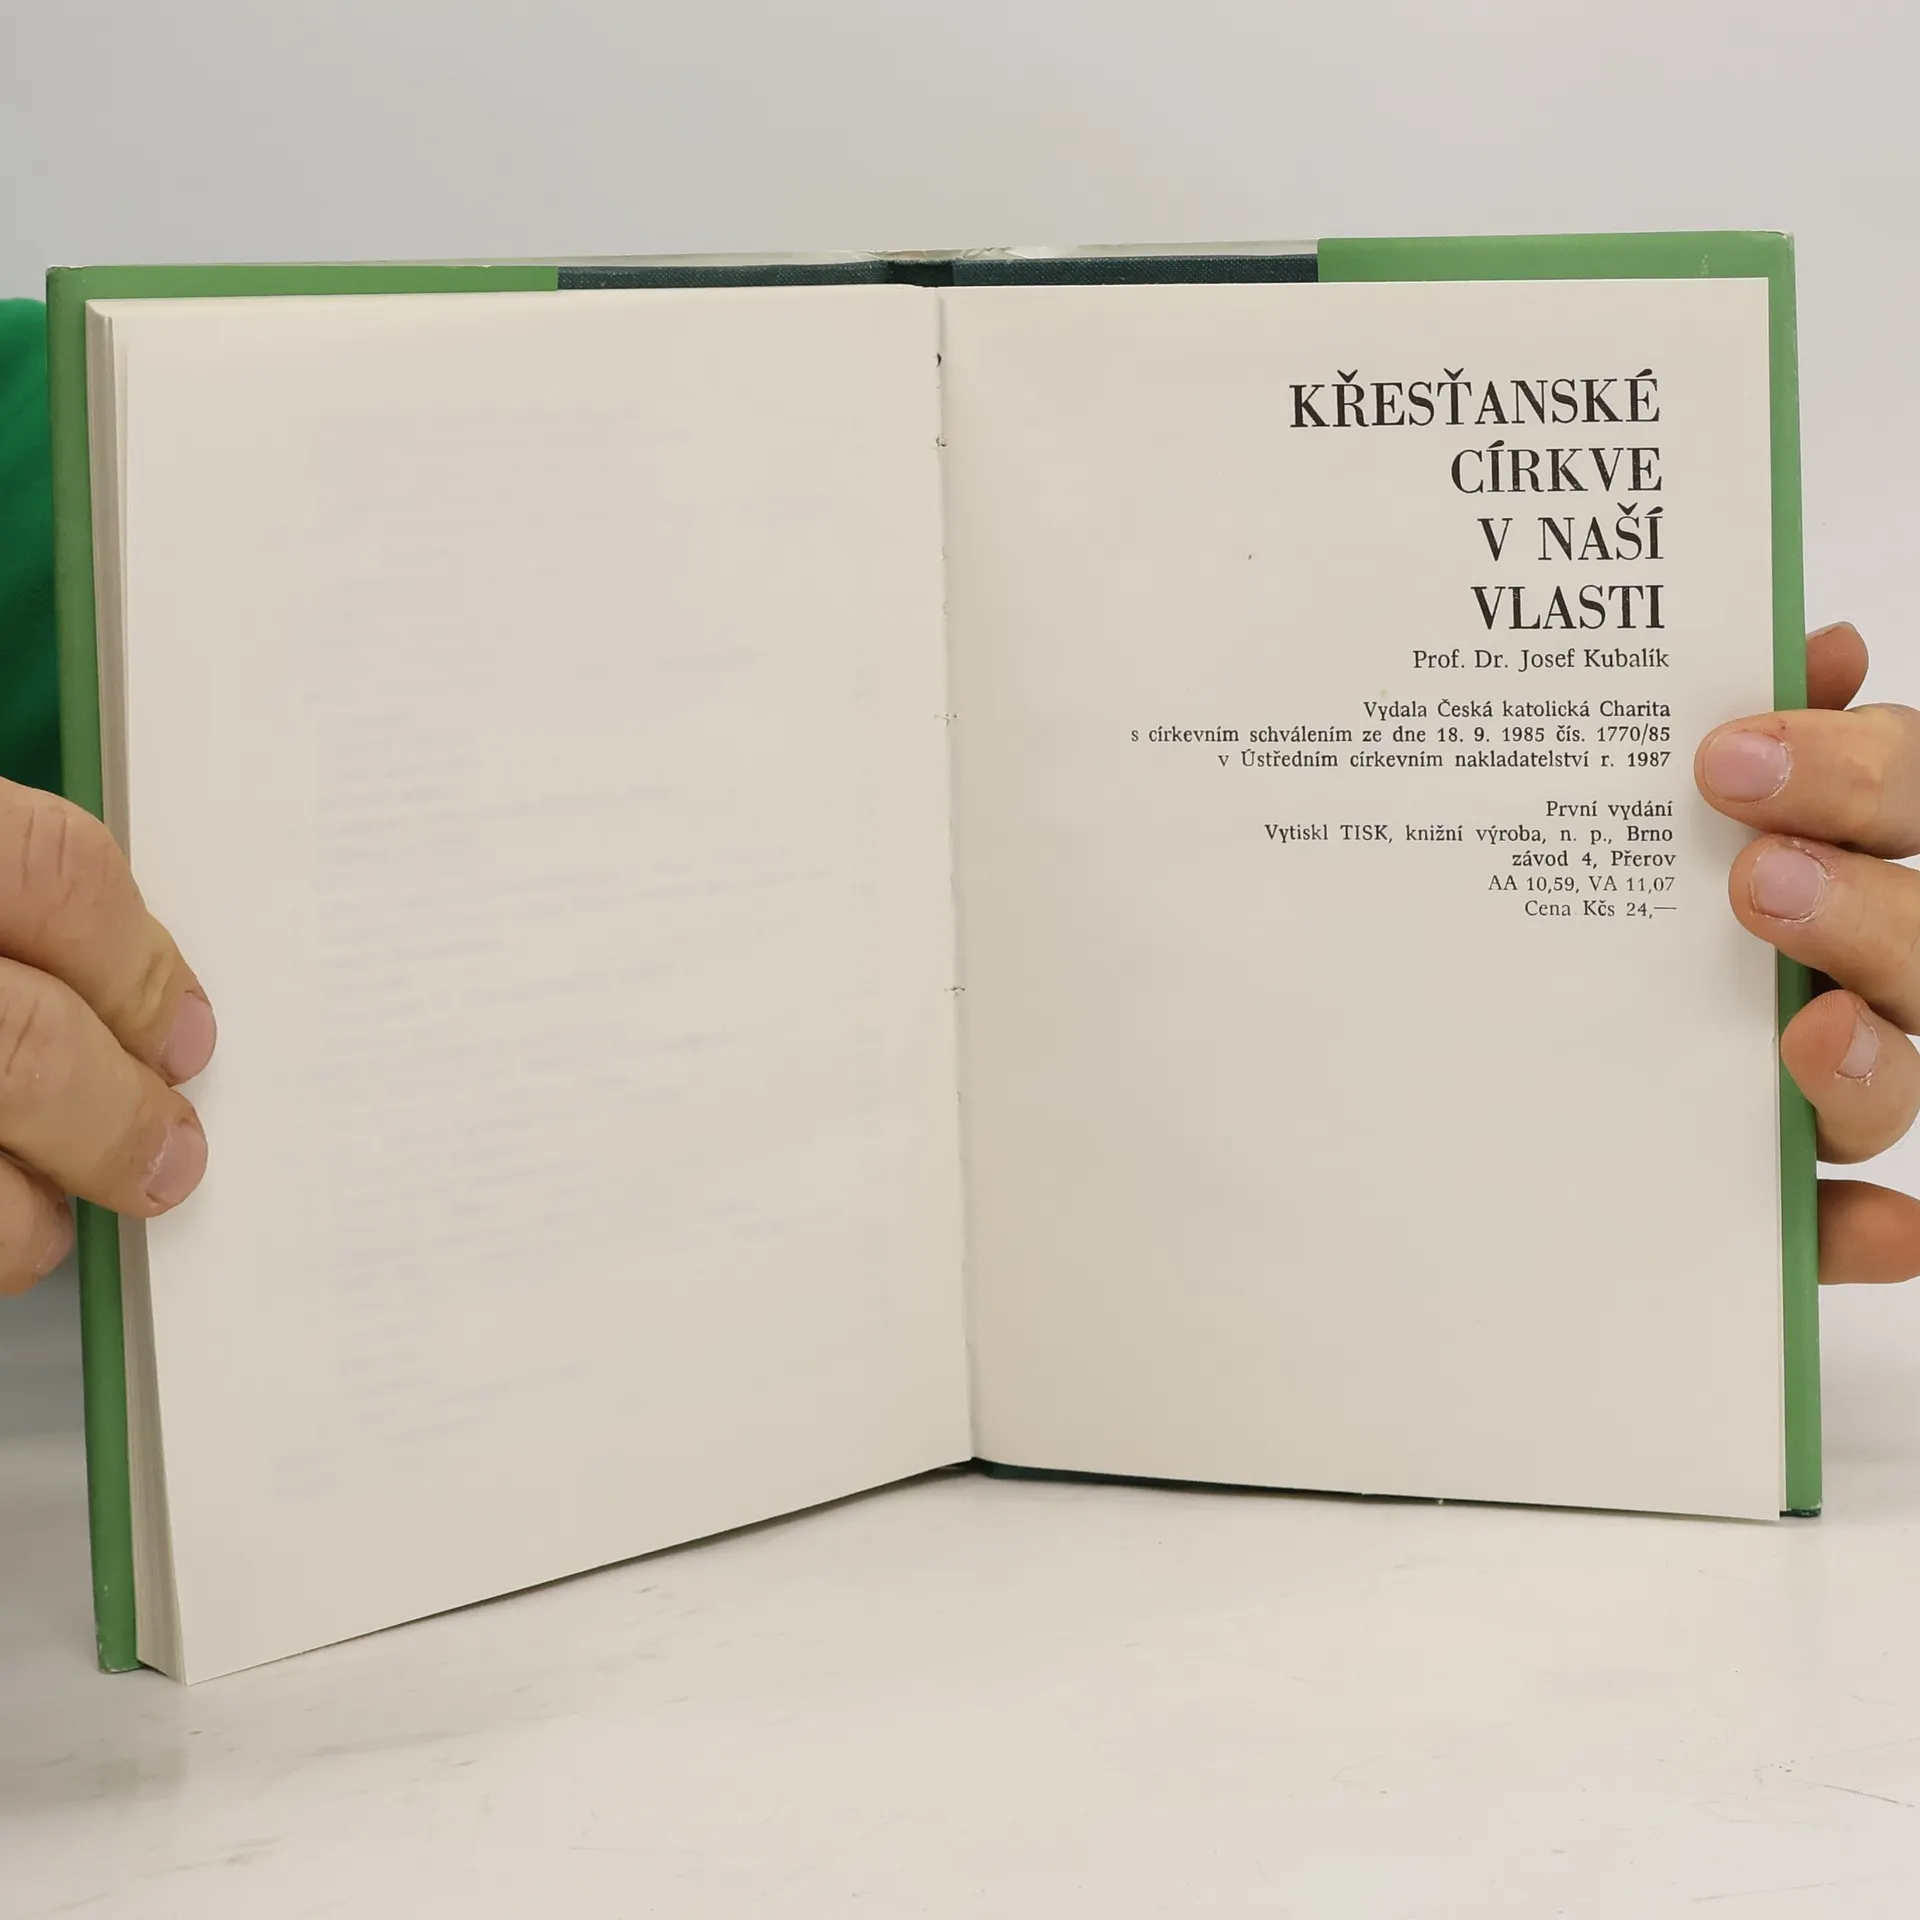 KŘESŤANSKÉ
CÍRKVE
V NAŠÍ
VLASTI
Prof. Dr. Josef Kubalík
Vydala Česká katolická Charita
s církevním schválením ze dne 18. 9. 1985 čís. 1770/85
v Ústředním církevním nakladatelství r. 1987
První vydání
Vytiskl TISK, knižní výroba, n. p., Brno
závod 4, Přerov
AA 10,59, VA 11,07
Cena Kčs 24,—